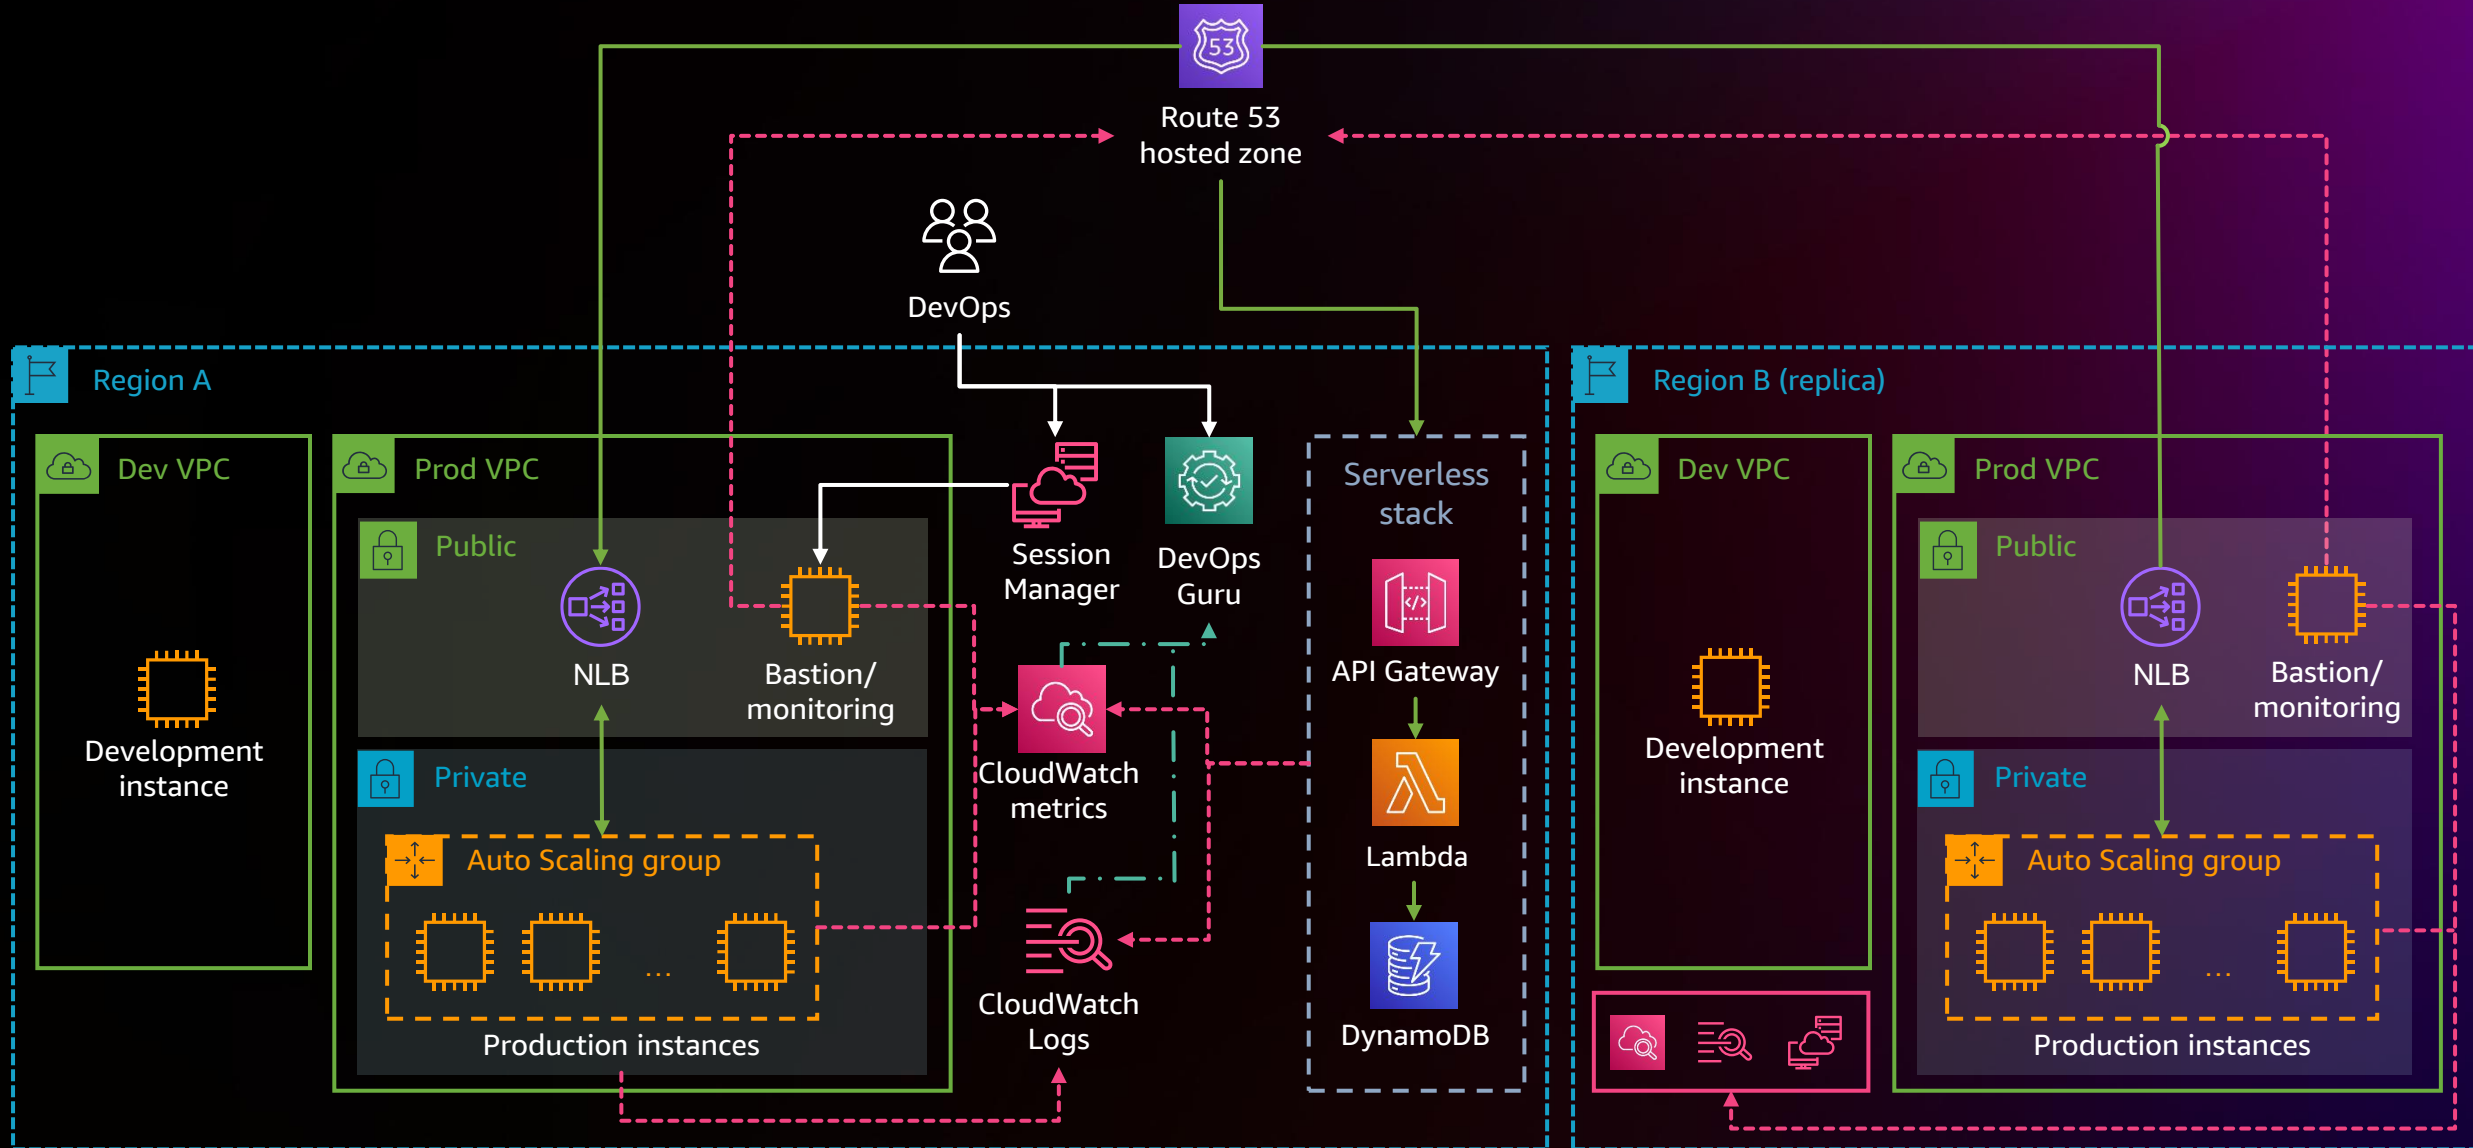 53
Route 53
hosted zone
DevOps
Region A
Dev VPC
Development
instance
Prod VPC
Public
NLB
Bastion/
monitoring
Private
Auto Scaling group
...
Production instances
Session
Manager
DevOps
Guru
CloudWatch
metrics
CloudWatch
Logs
Serverless
stack
</>
API Gateway
Lambda
DynamoDB
Region B (replica)
Dev VPC
Development
instance
Prod VPC
Public
NLB
Bastion/
monitoring
Private
Auto Scaling group
...
Production instances